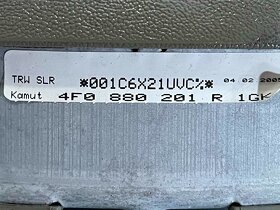 TRW SLR *001C6X21UVC%* 04 02 2005
Kamut 4F0 880 201 R 1GK